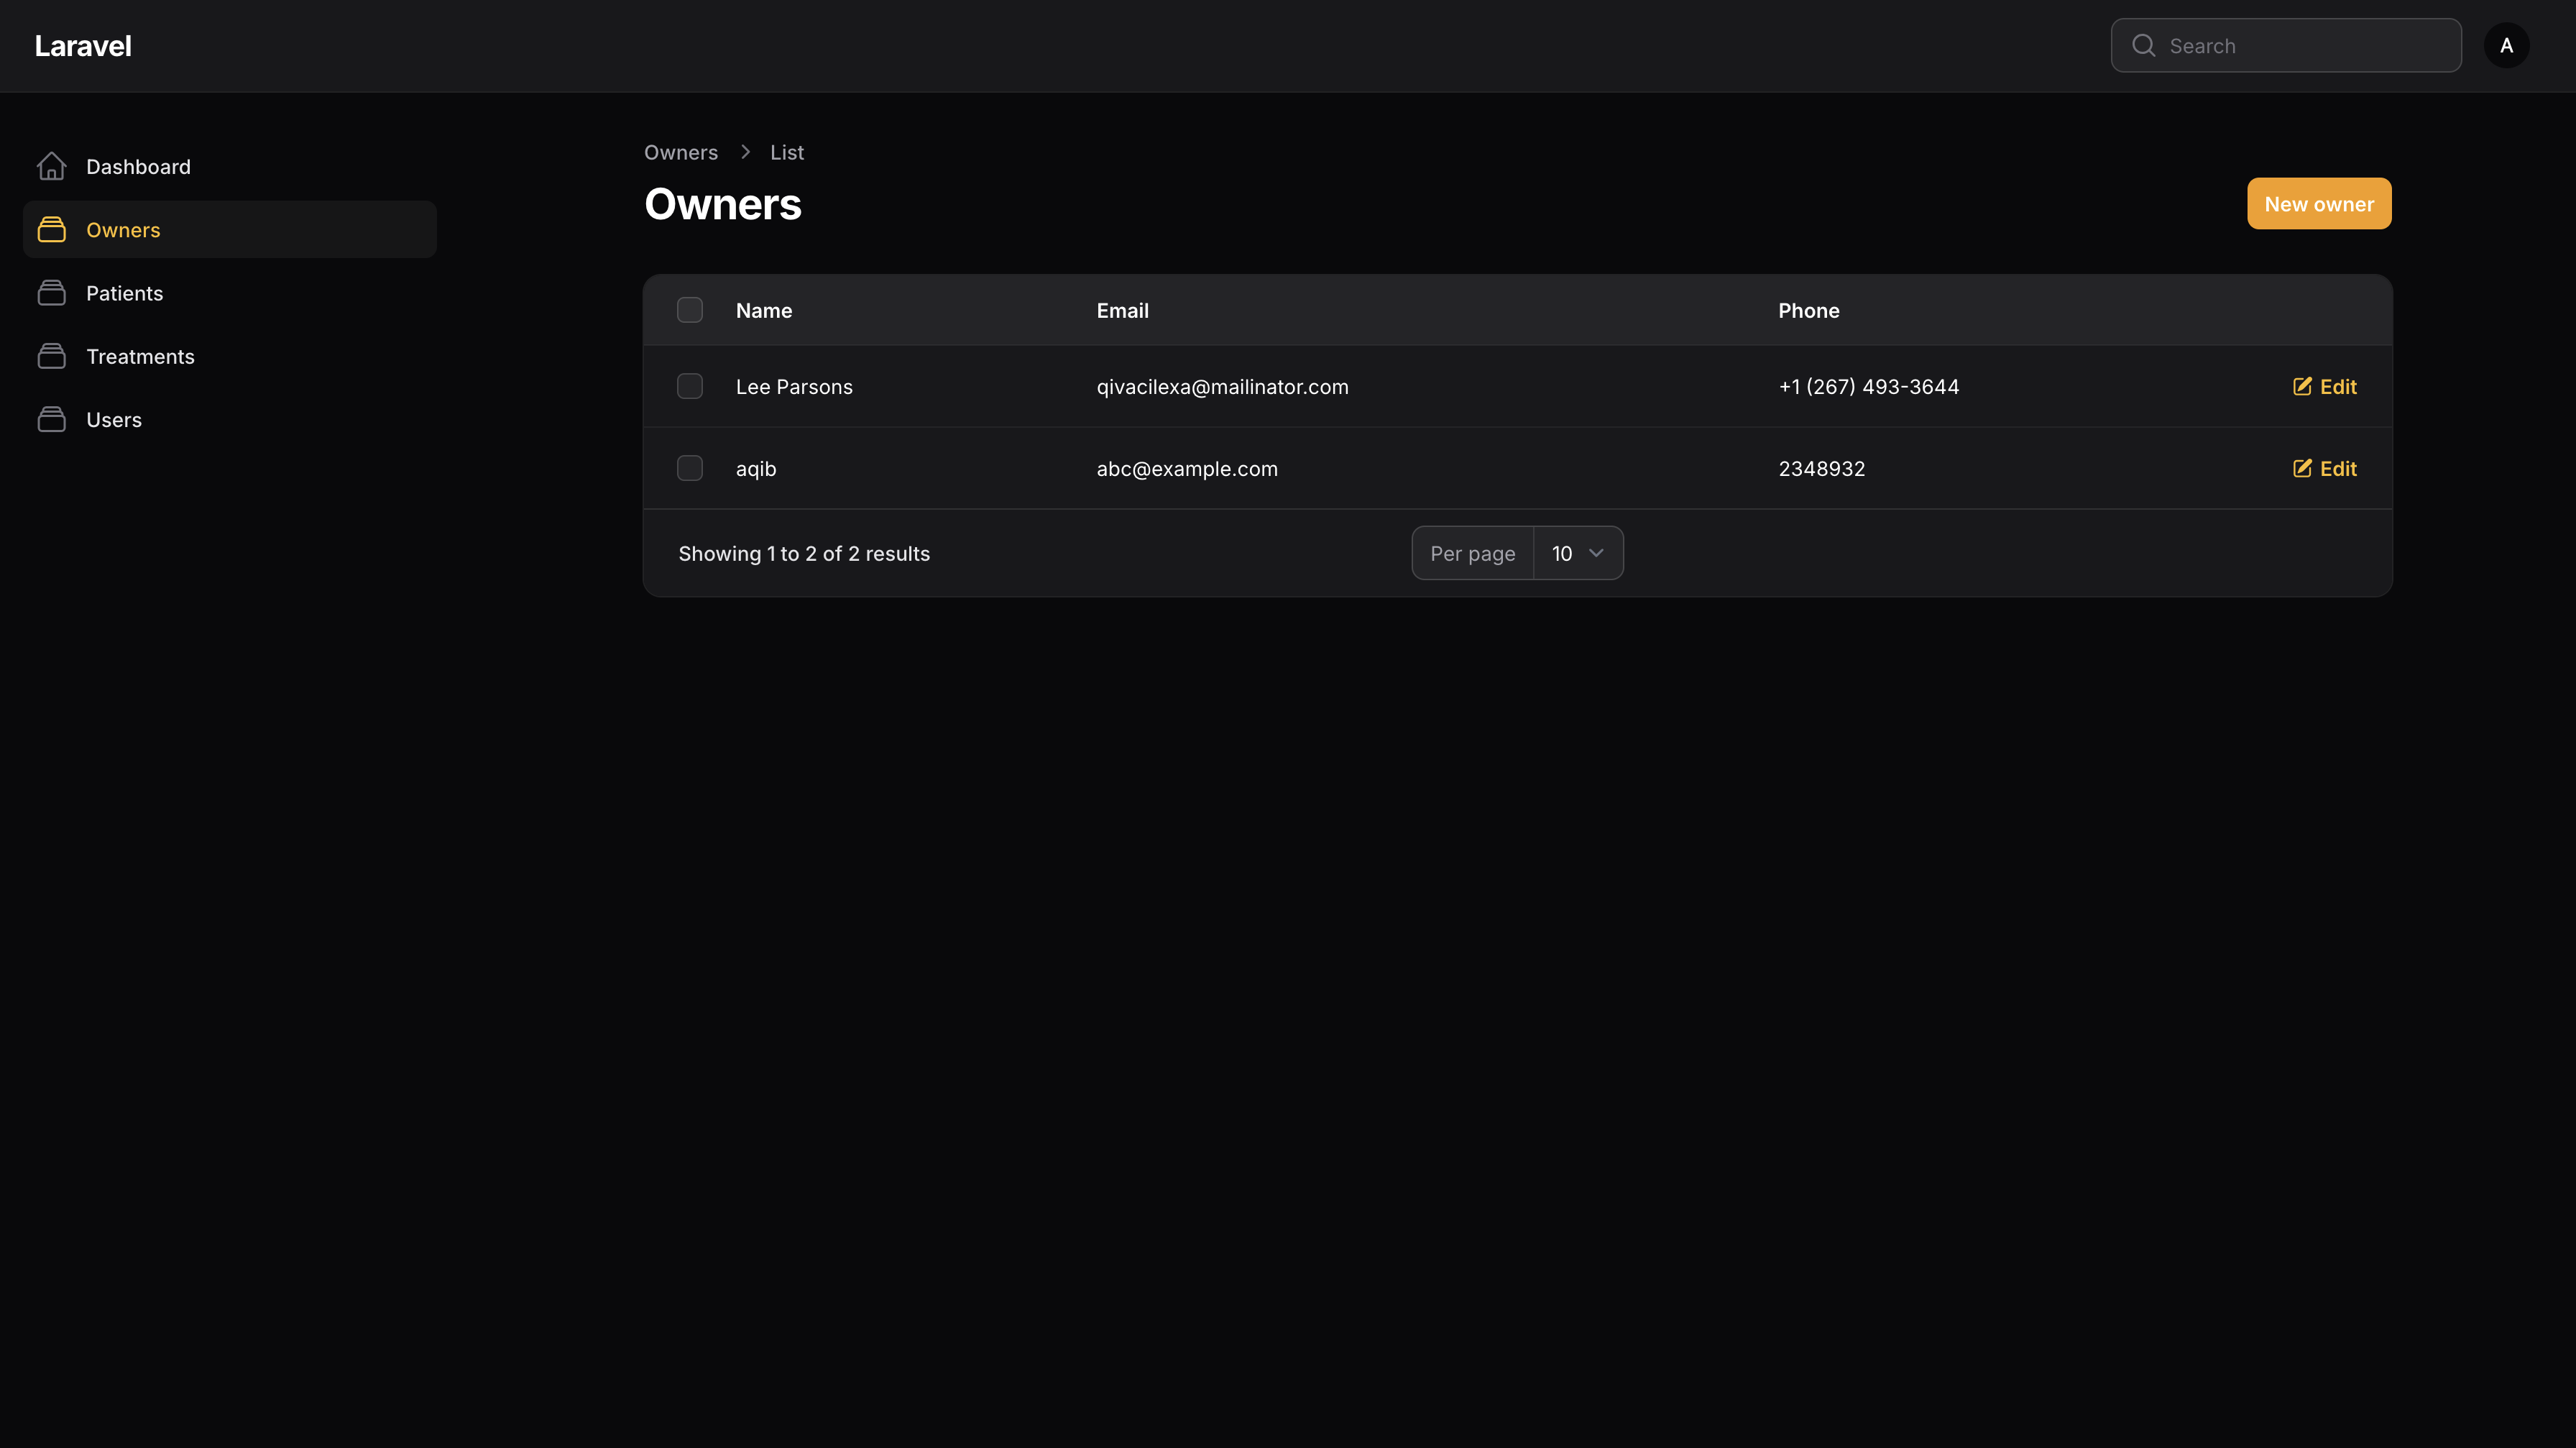 Laravel
Search
A
Dashboard
Owners
Patients
Treatments
Users
Owners > List
Owners
New owner
Name Email Phone
Lee Parsons qivacilexa@mailinator.com +1 (267) 493-3644 Edit
aqib abc@example.com 2348932 Edit
Showing 1 to 2 of 2 results
Per page 10